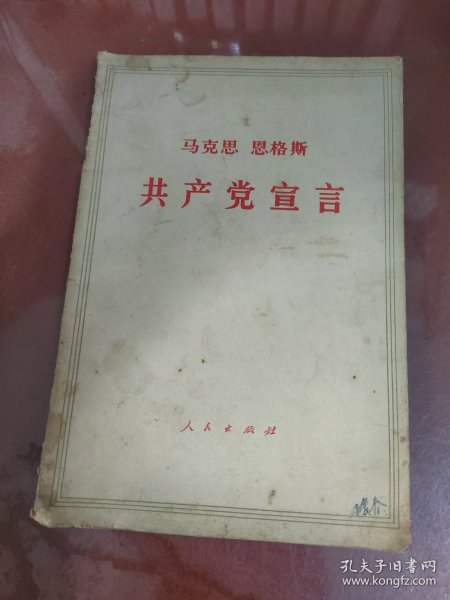 马克思 恩格斯
共产党宣言
人民出版社
孔夫子旧书网
www.kongfz.com